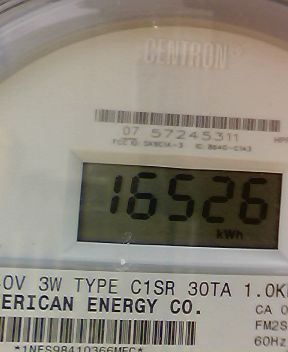 CENTRON
07 57245311
16526
kWh
0V 3W TYPE C1SR 30TA 1.0K
ERICAN ENERGY CO.
CA 0
FM2S
60Hz